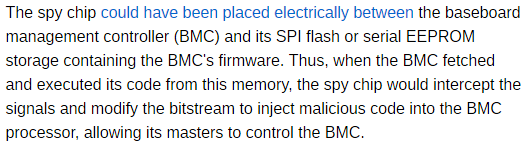 The spy chip could have been placed electrically between the baseboard
management controller (BMC) and its SPI flash or serial EEPROM
storage containing the BMC's firmware. Thus, when the BMC fetched
and executed its code from this memory, the spy chip would intercept the
signals and modify the bitstream to inject malicious code into the BMC
processor, allowing its masters to control the BMC.